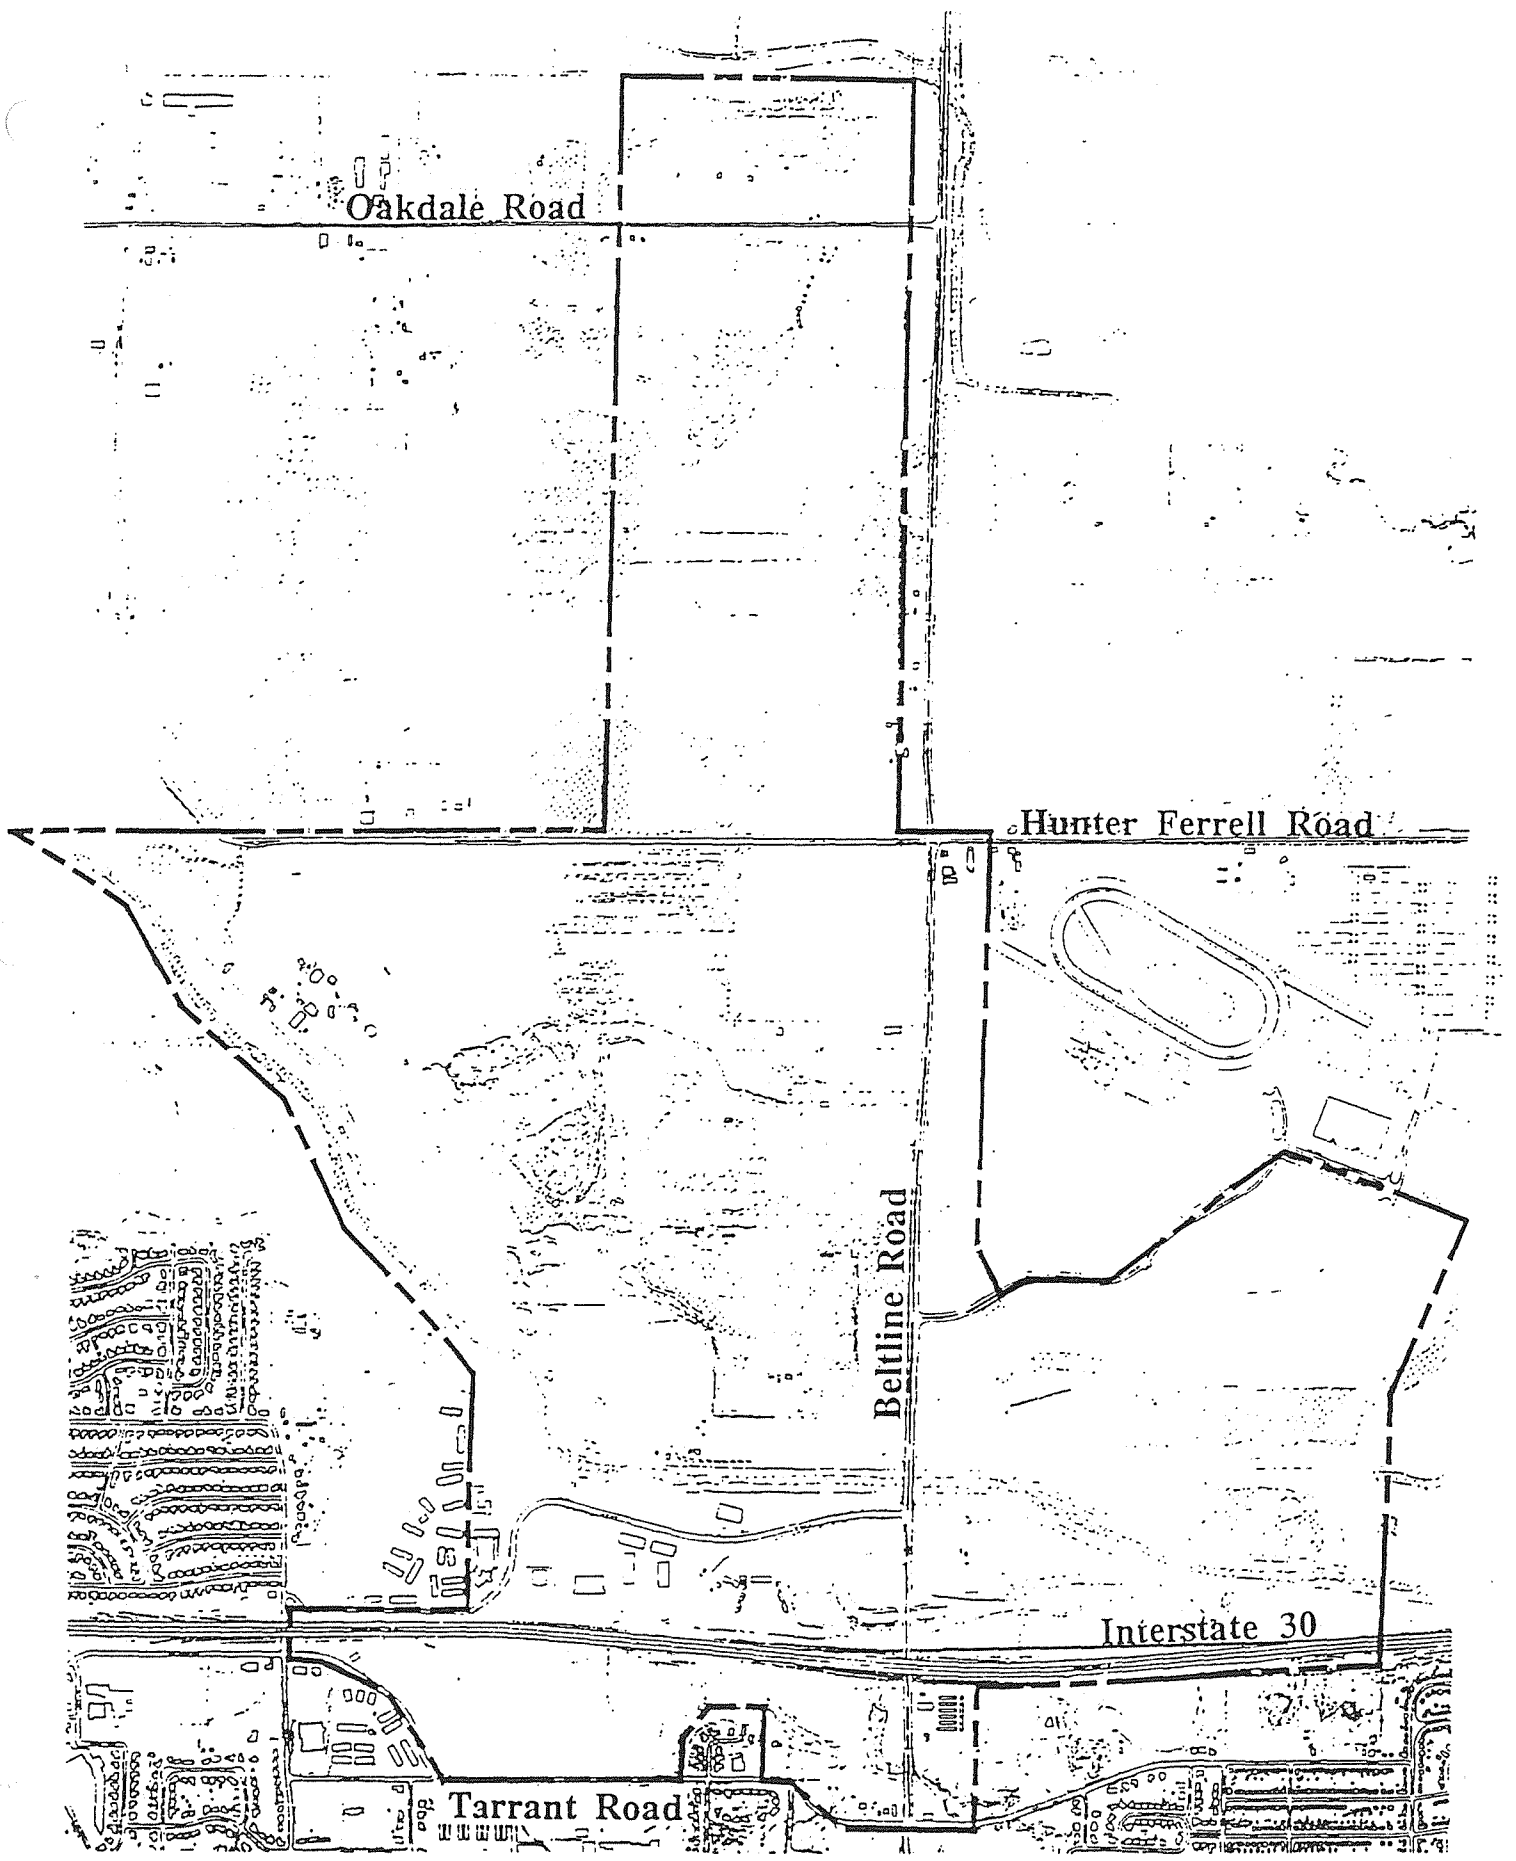 Oakdale Road
Hunter Ferrell Road
Beltline Road
Interstate 30
Tarrant Road